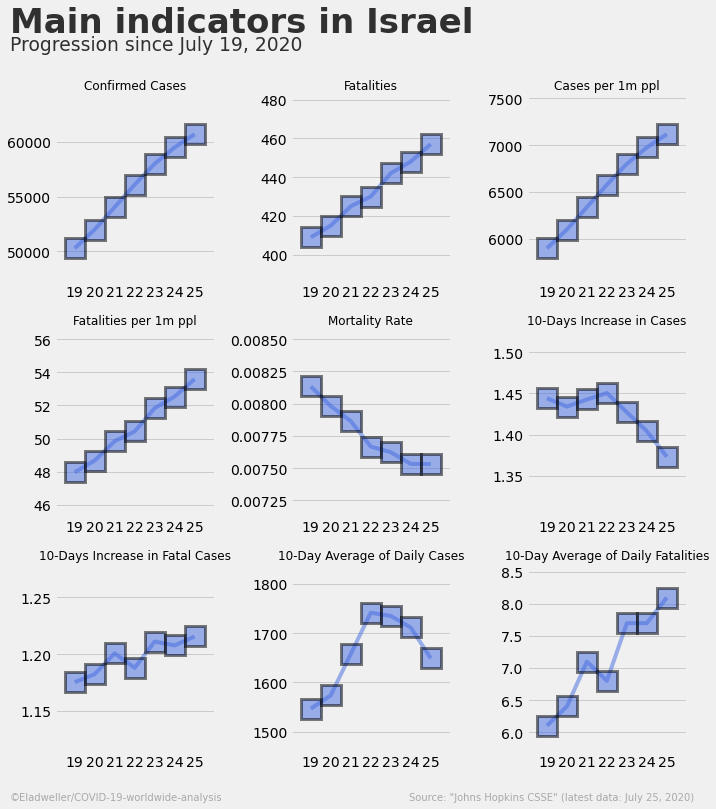 Main indicators in Israel
Progression since July 19, 2020
Confirmed Cases
60000
55000
50000
19 20 21 22 23 24 25
Fatalities
480
460
440
420
400
19 20 21 22 23 24 25
Cases per 1m ppl
7500
7000
6500
6000
19 20 21 22 23 24 25
Fatalities per 1m ppl
56
54
52
50
48
46
19 20 21 22 23 24 25
Mortality Rate
0.00850
0.00825
0.00800
0.00775
0.00750
0.00725
19 20 21 22 23 24 25
10-Days Increase in Cases
1.50
1.45
1.40
1.35
19 20 21 22 23 24 25
10-Days Increase in Fatal Cases
1.25
1.20
1.15
19 20 21 22 23 24 25
10-Day Average of Daily Cases
1800
1700
1600
1500
19 20 21 22 23 24 25
10-Day Average of Daily Fatalities
8.5
8.0
7.5
7.0
6.5
6.0
19 20 21 22 23 24 25
©Eladweller/COVID-19-worldwide-analysis
Source: "Johns Hopkins CSSE" (latest data: July 25, 2020)